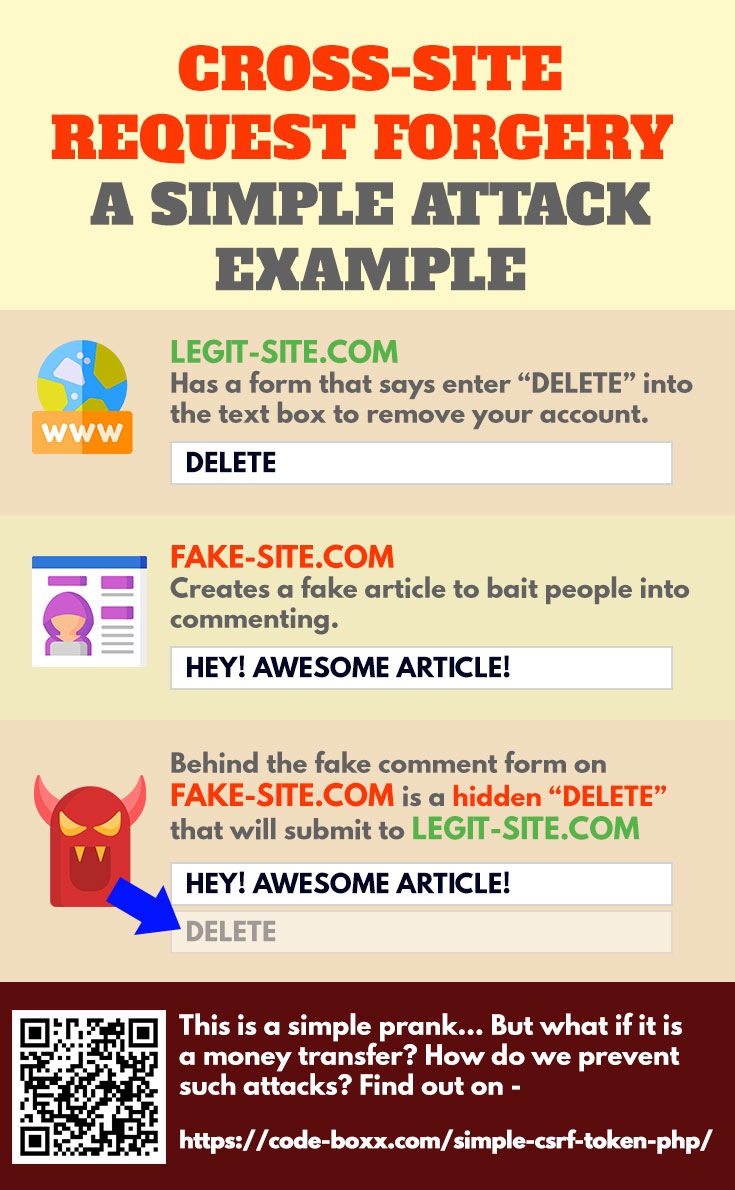 CROSS-SITE
REQUEST FORGERY
A SIMPLE ATTACK
EXAMPLE
LEGIT-SITE.COM
Has a form that says enter “DELETE” into
the text box to remove your account.
WWW
DELETE
FAKE-SITE.COM
Creates a fake article to bait people into
commenting.
HEY! AWESOME ARTICLE!
Behind the fake comment form on
FAKE-SITE.COM is a hidden “DELETE”
that will submit to LEGIT-SITE.COM
HEY! AWESOME ARTICLE!
DELETE
This is a simple prank... But what if it is
a money transfer? How do we prevent
such attacks? Find out on -
https://code-boxx.com/simple-csrf-token-php/